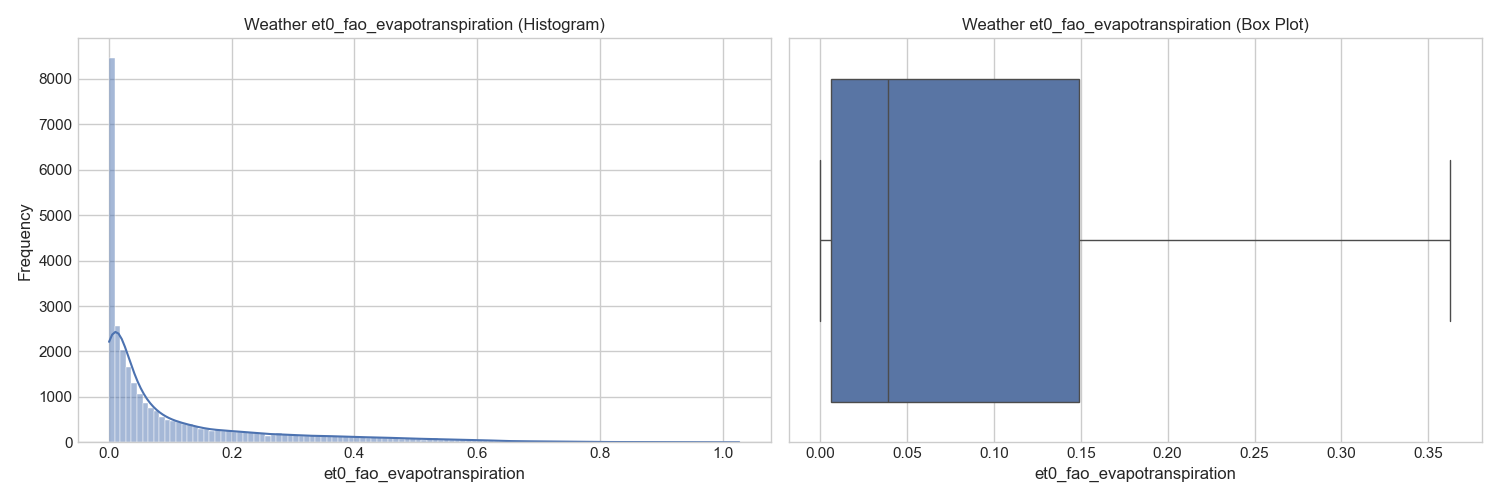 Weather et0_fao_evapotranspiration (Histogram)
Frequency
8000
7000
6000
5000
4000
3000
2000
1000
0
0.0 0.2 0.4 0.6 0.8 1.0
et0_fao_evapotranspiration
Weather et0_fao_evapotranspiration (Box Plot)
0.00 0.05 0.10 0.15 0.20 0.25 0.30 0.35
et0_fao_evapotranspiration